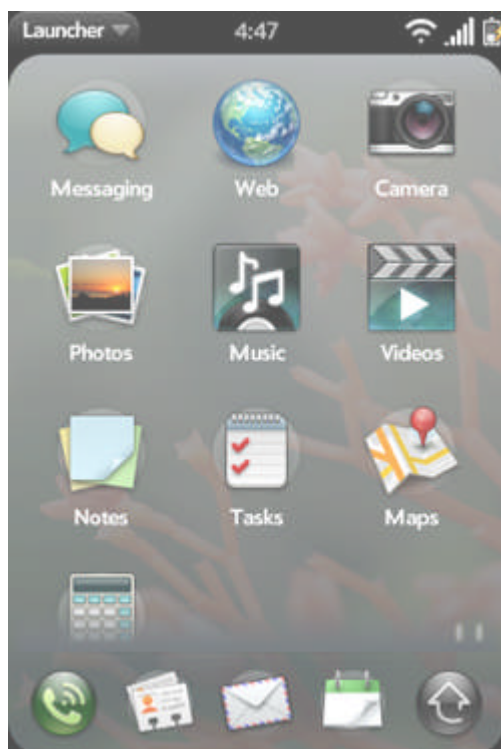 Launcher 4:47
Messaging Web Camera
Photos Music Videos
Notes Tasks Maps